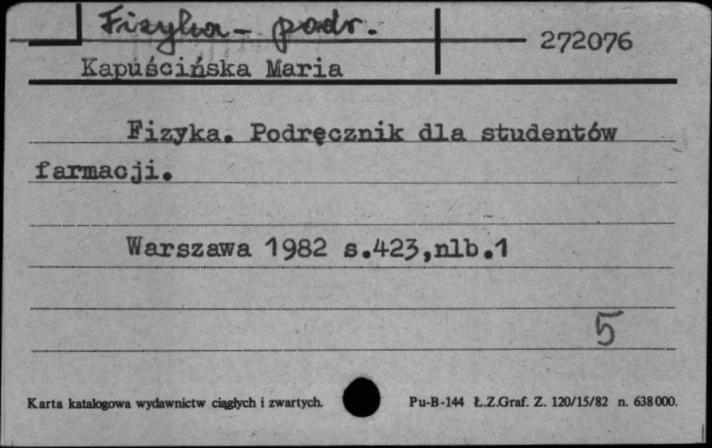 Fizyka - podr.
272076
Kapuścińska Maria
Fizyka. Podręcznik dla studentów
farmacji.
Warszawa 1982 s.423,nlb.1
5
Karta katalogowa wydawnictw ciągłych i zwartych.
Pu-B-144 Ł.Z.Graf. Z. 120/15/82 n. 638000.